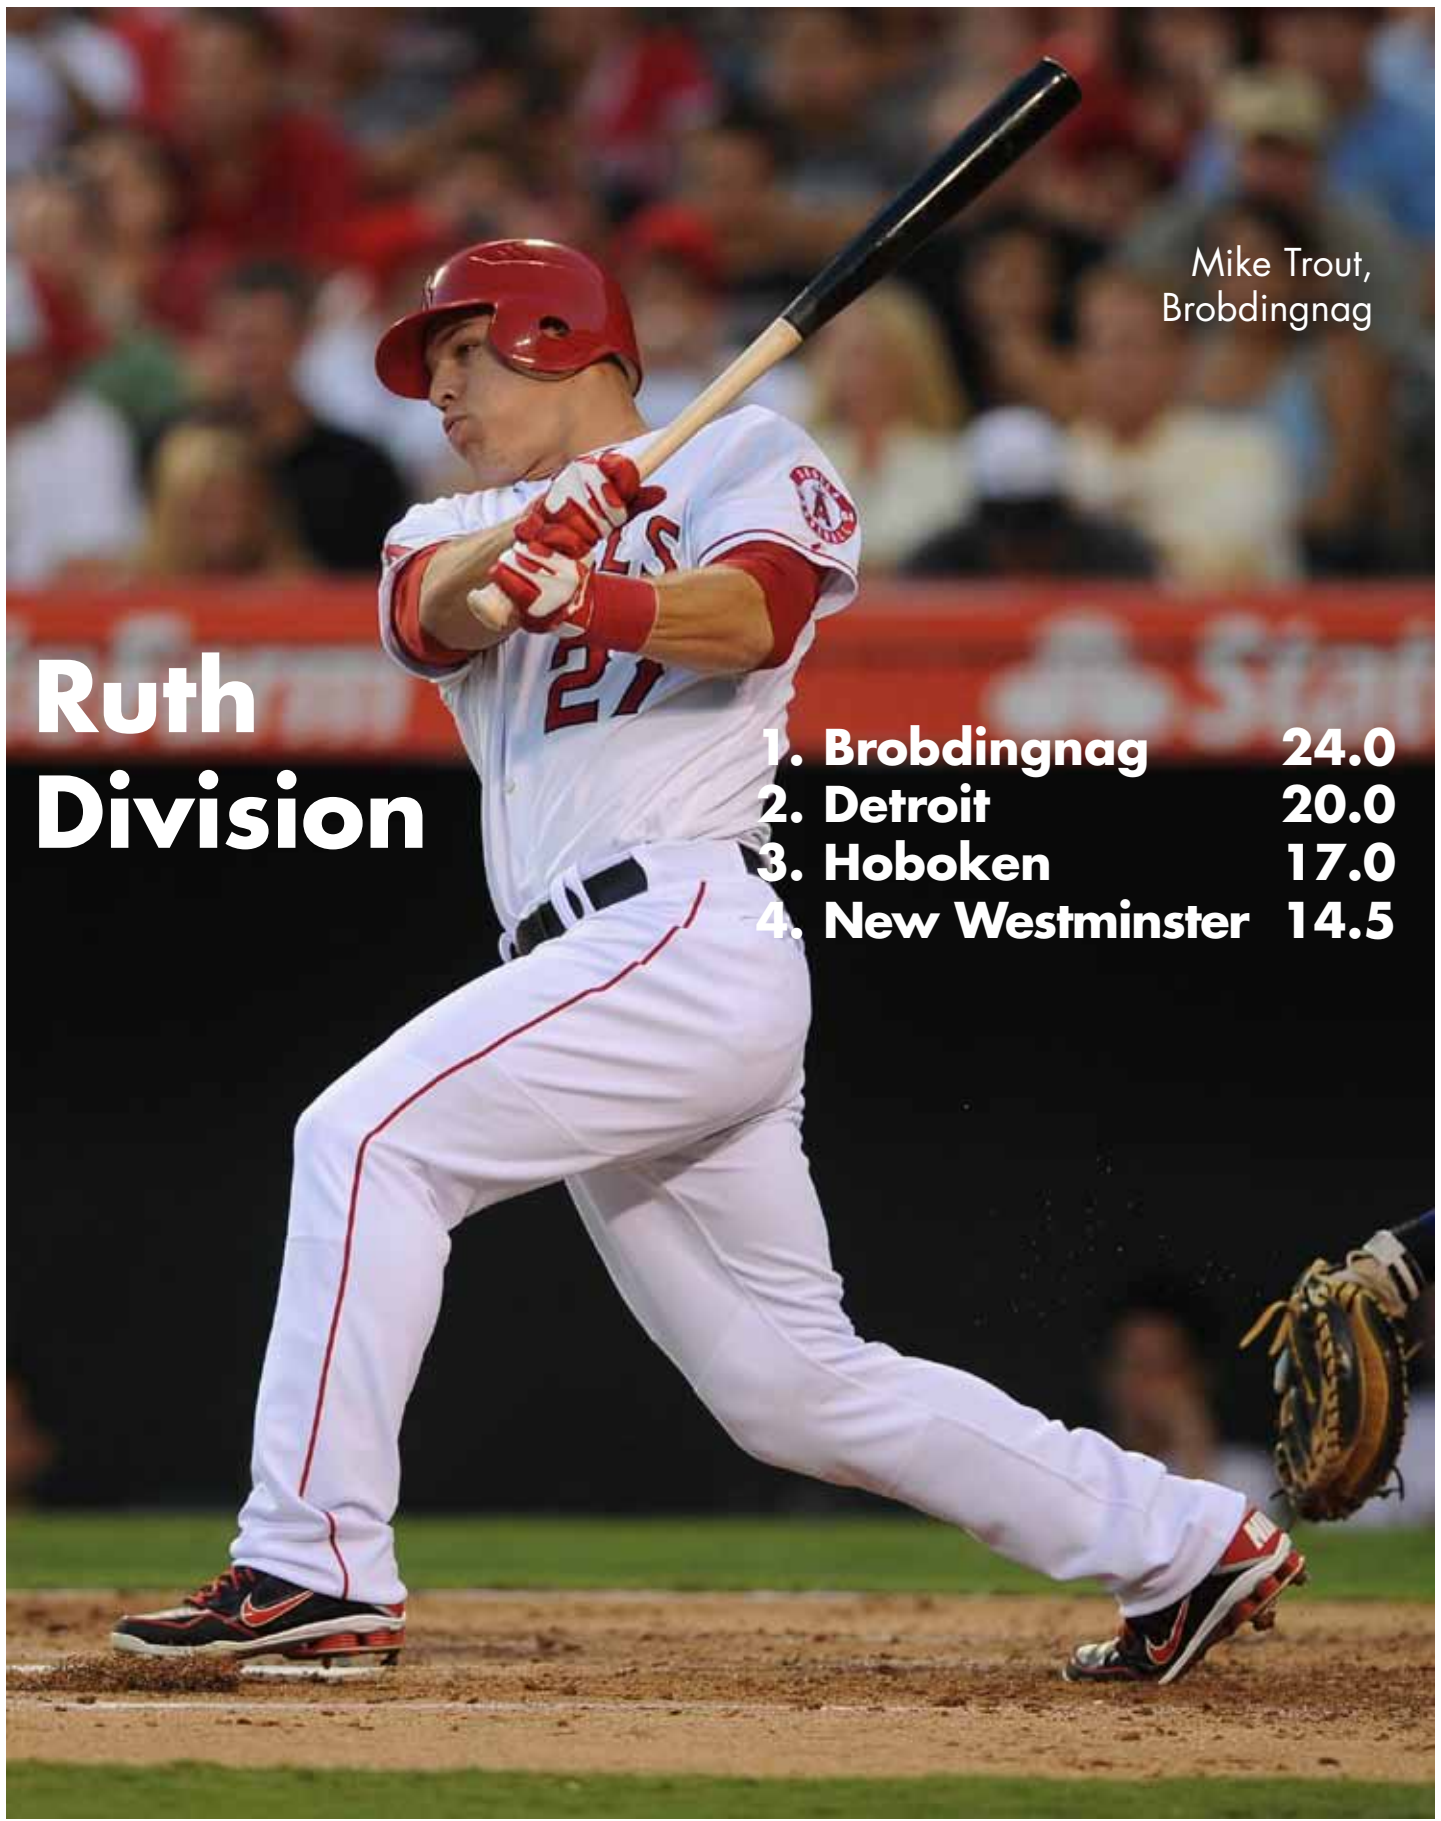 Mike Trout,
Brobdingnag
Ruth
Division
1. Brobdingnag 24.0
2. Detroit 20.0
3. Hoboken 17.0
4. New Westminster 14.5
27